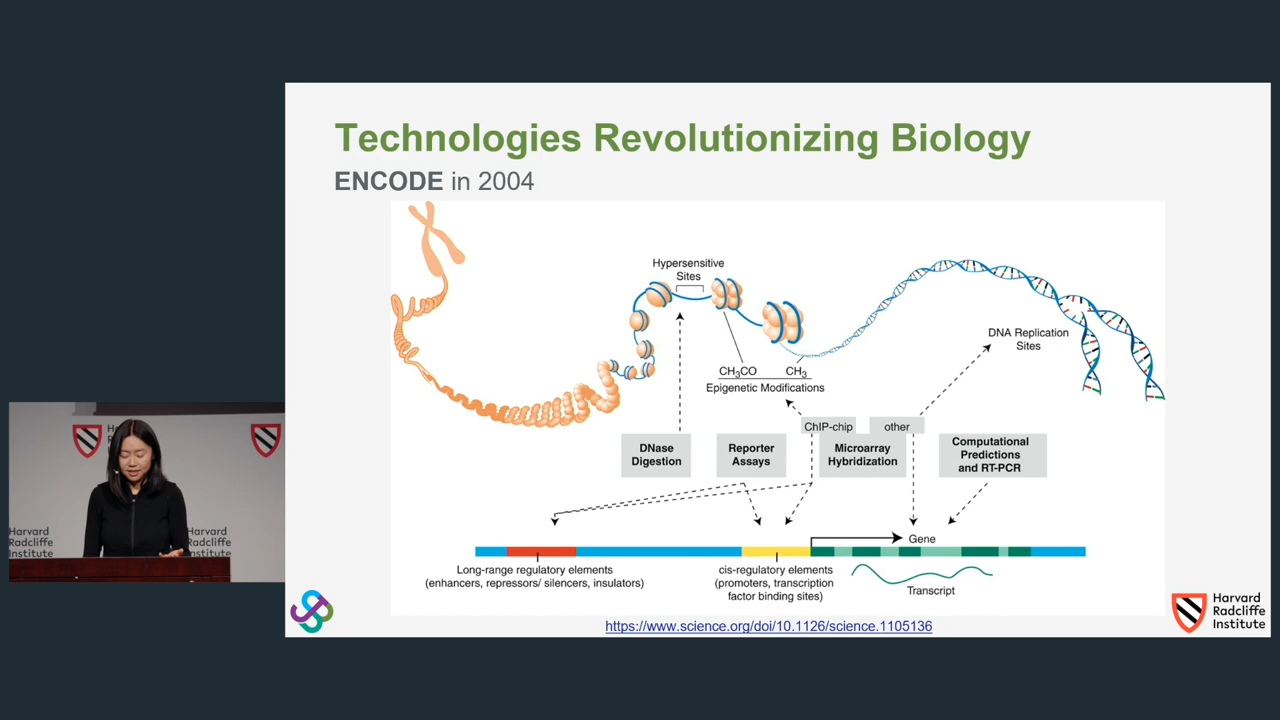 Technologies Revolutionizing Biology
ENCODE in 2004
Hypersensitive
Sites
CH3CO
CH3
Epigenetic Modifications
DNA Replication
Sites
ChIP-chip
other
DNase
Digestion
Reporter
Assays
Microarray
Hybridization
Computational
Predictions
and RT-PCR
Gene
Long-range regulatory elements
(enhancers, repressors/ silencers, insulators)
cis-regulatory elements
(promoters, transcription
factor binding sites)
Transcript
https://www.science.org/doi/10.1126/science.1105136
Harvard
Radcliffe
Institute
Harvard
Radcliffe
Institute
Harvard
Radcliffe
Institute